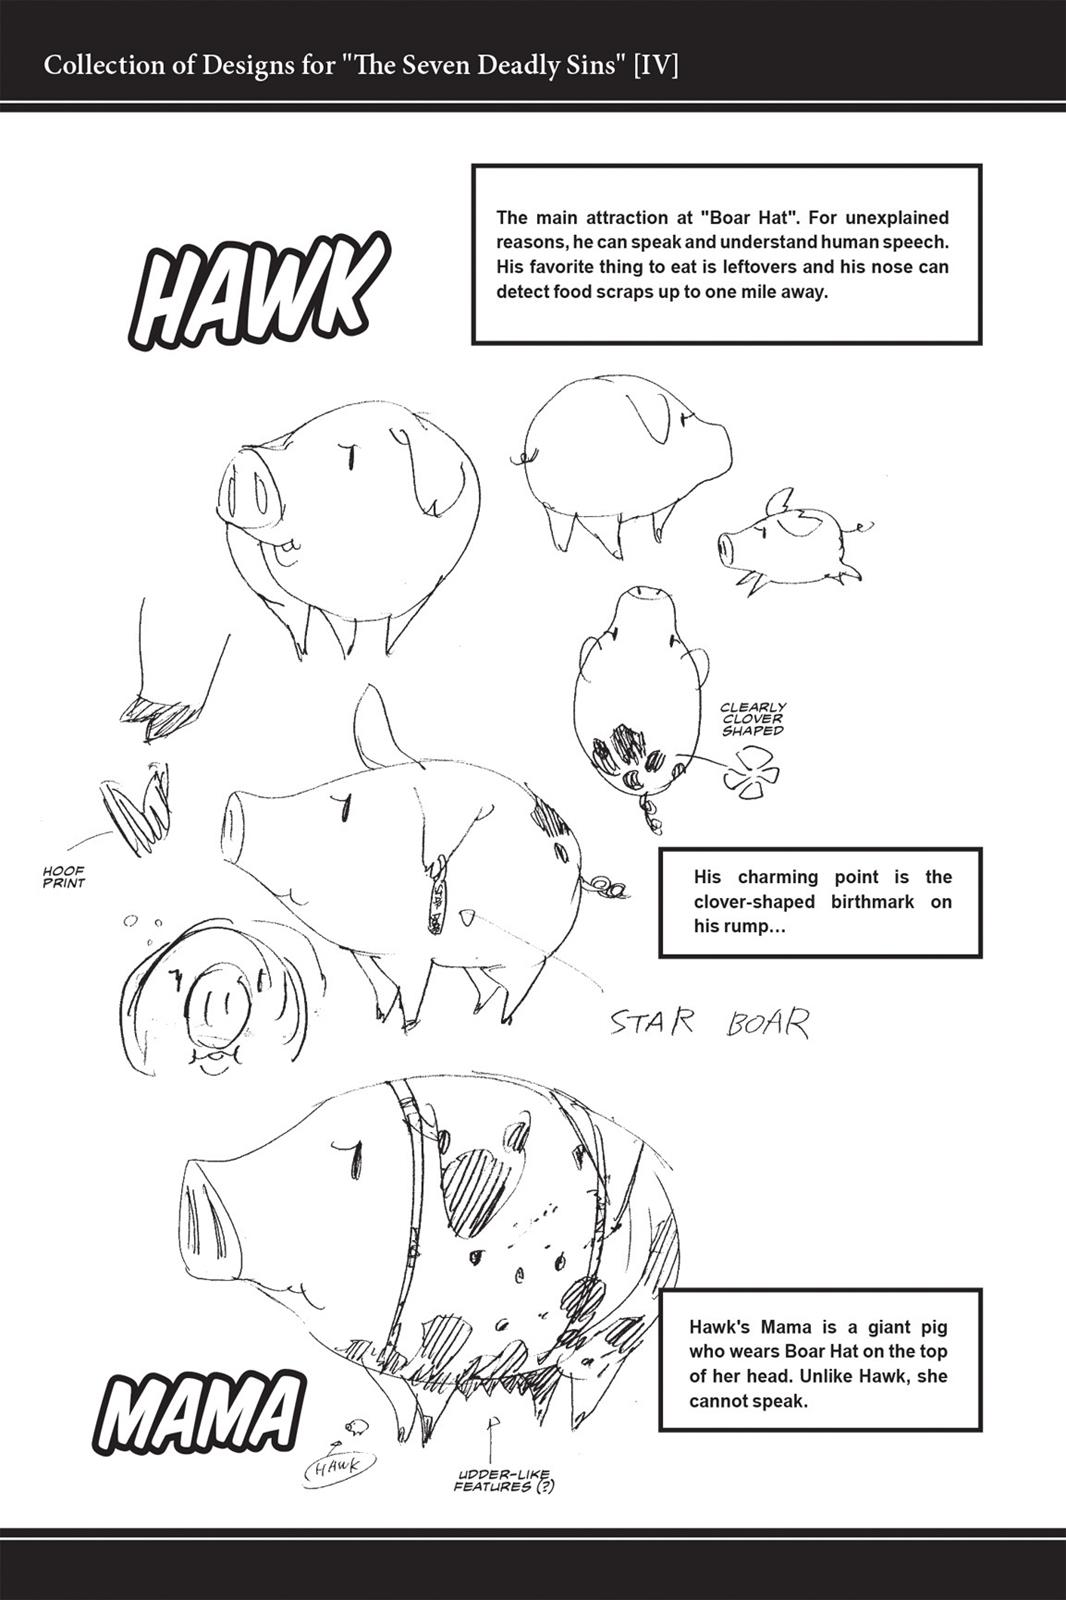 Collection of Designs for "The Seven Deadly Sins" [IV]
HAWK
The main attraction at "Boar Hat". For unexplained
reasons, he can speak and understand human speech.
His favorite thing to eat is leftovers and his nose can
detect food scraps up to one mile away.
CLEARLY
CLOVER
SHAPED
HOOF
PRINT
His charming point is the
clover-shaped birthmark on
his rump...
STAR BOAR
Hawk's Mama is a giant pig
who wears Boar Hat on the top
of her head. Unlike Hawk, she
cannot speak.
MAMA
HAWK
UDDER-LIKE
FEATURES (?)